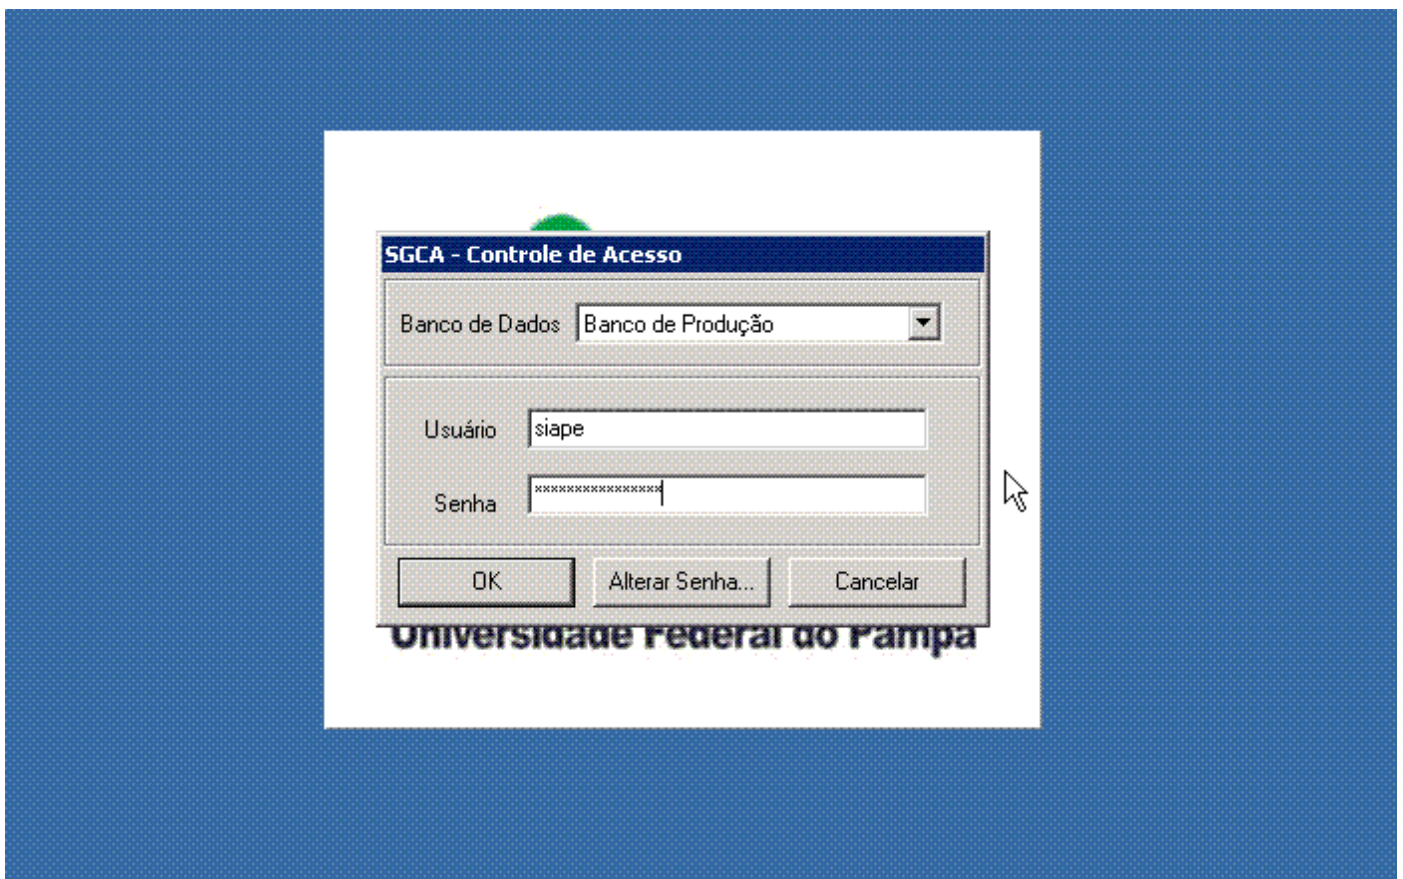 SGCA - Controle de Acesso
Banco de Dados Banco de Produção
Usuário siape
Senha ****************
OK Alterar Senha... Cancelar
Universidade Federal do Pampa